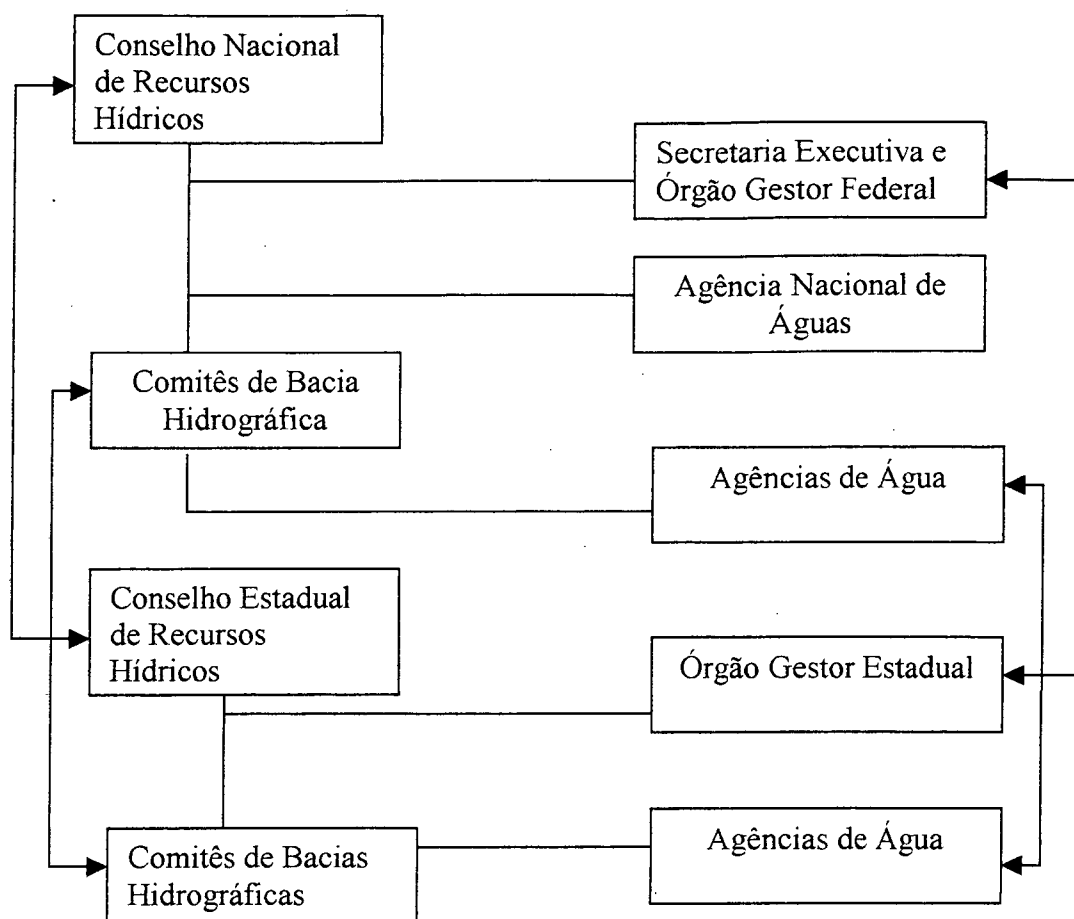 Conselho Nacional
de Recursos
Hídricos
Secretaria Executiva e
Órgão Gestor Federal
Agência Nacional de
Águas
Comitês de Bacia
Hidrográfica
Agências de Água
Conselho Estadual
de Recursos
Hídricos
Órgão Gestor Estadual
Agências de Água
Comitês de Bacias
Hidrográficas